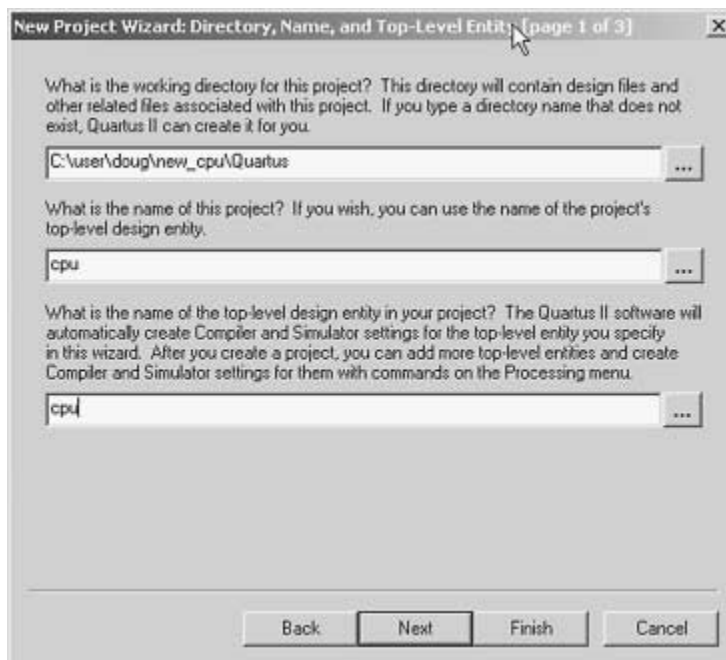 New Project Wizard: Directory, Name, and Top-Level Entity [page 1 of 3]
What is the working directory for this project? This directory will contain design files and
other related files associated with this project. If you type a directory name that does not
exist, Quartus II can create it for you.
C:\user\doug\new_cpu\Quartus
...
What is the name of this project? If you wish, you can use the name of the project's
top-level design entity.
cpu
...
What is the name of the top-level design entity in your project? The Quartus II software will
automatically create Compiler and Simulator settings for the top-level entity you specify
in this wizard. After you create a project, you can add more top-level entities and create
Compiler and Simulator settings for them with commands on the Processing menu.
cpu
...
Back Next Finish Cancel